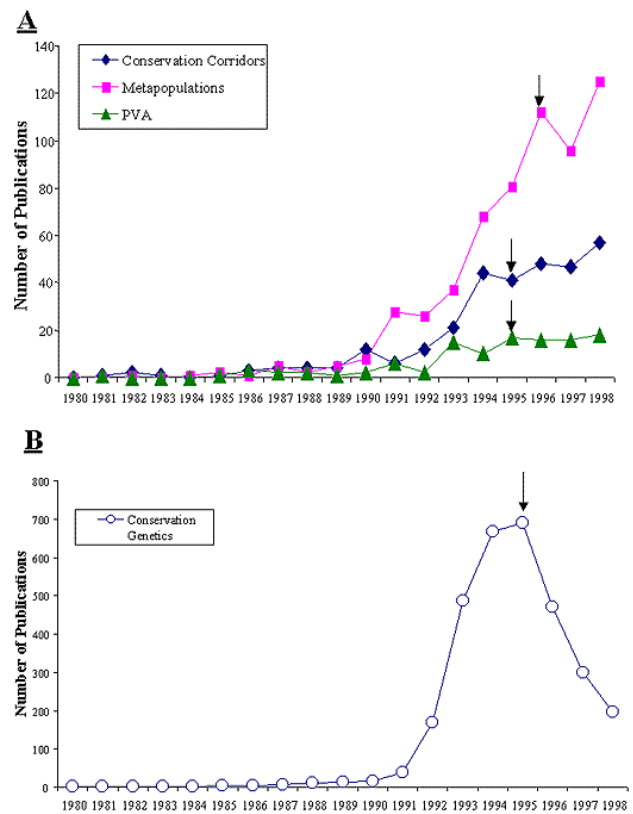 A
140
120
100
80
60
40
20
0
Number of Publications
Conservation Corridors
Metapopulations
PVA
1980 1981 1982 1983 1984 1985 1986 1987 1988 1989 1990 1991 1992 1993 1994 1995 1996 1997 1998
B
800
700
600
500
400
300
200
100
0
Number of Publications
Conservation
Genetics
1980 1981 1982 1983 1984 1985 1986 1987 1988 1989 1990 1991 1992 1993 1994 1995 1996 1997 1998